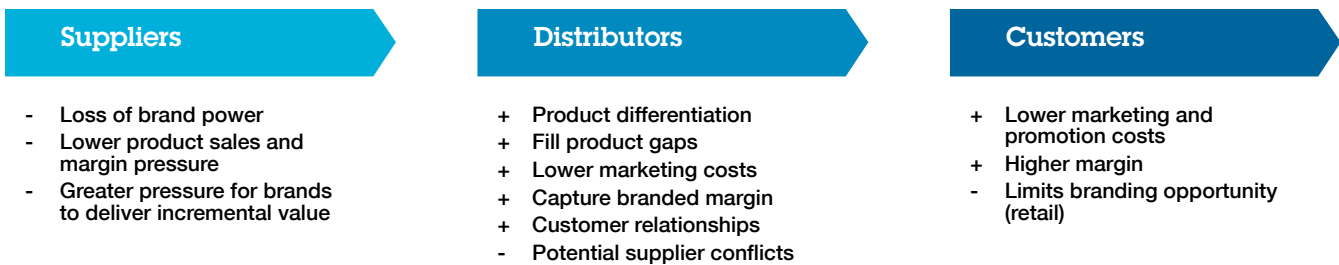 Suppliers
- Loss of brand power
- Lower product sales and
margin pressure
- Greater pressure for brands
to deliver incremental value
Distributors
+ Product differentiation
+ Fill product gaps
+ Lower marketing costs
+ Capture branded margin
+ Customer relationships
- Potential supplier conflicts
Customers
+ Lower marketing and
promotion costs
+ Higher margin
- Limits branding opportunity
(retail)